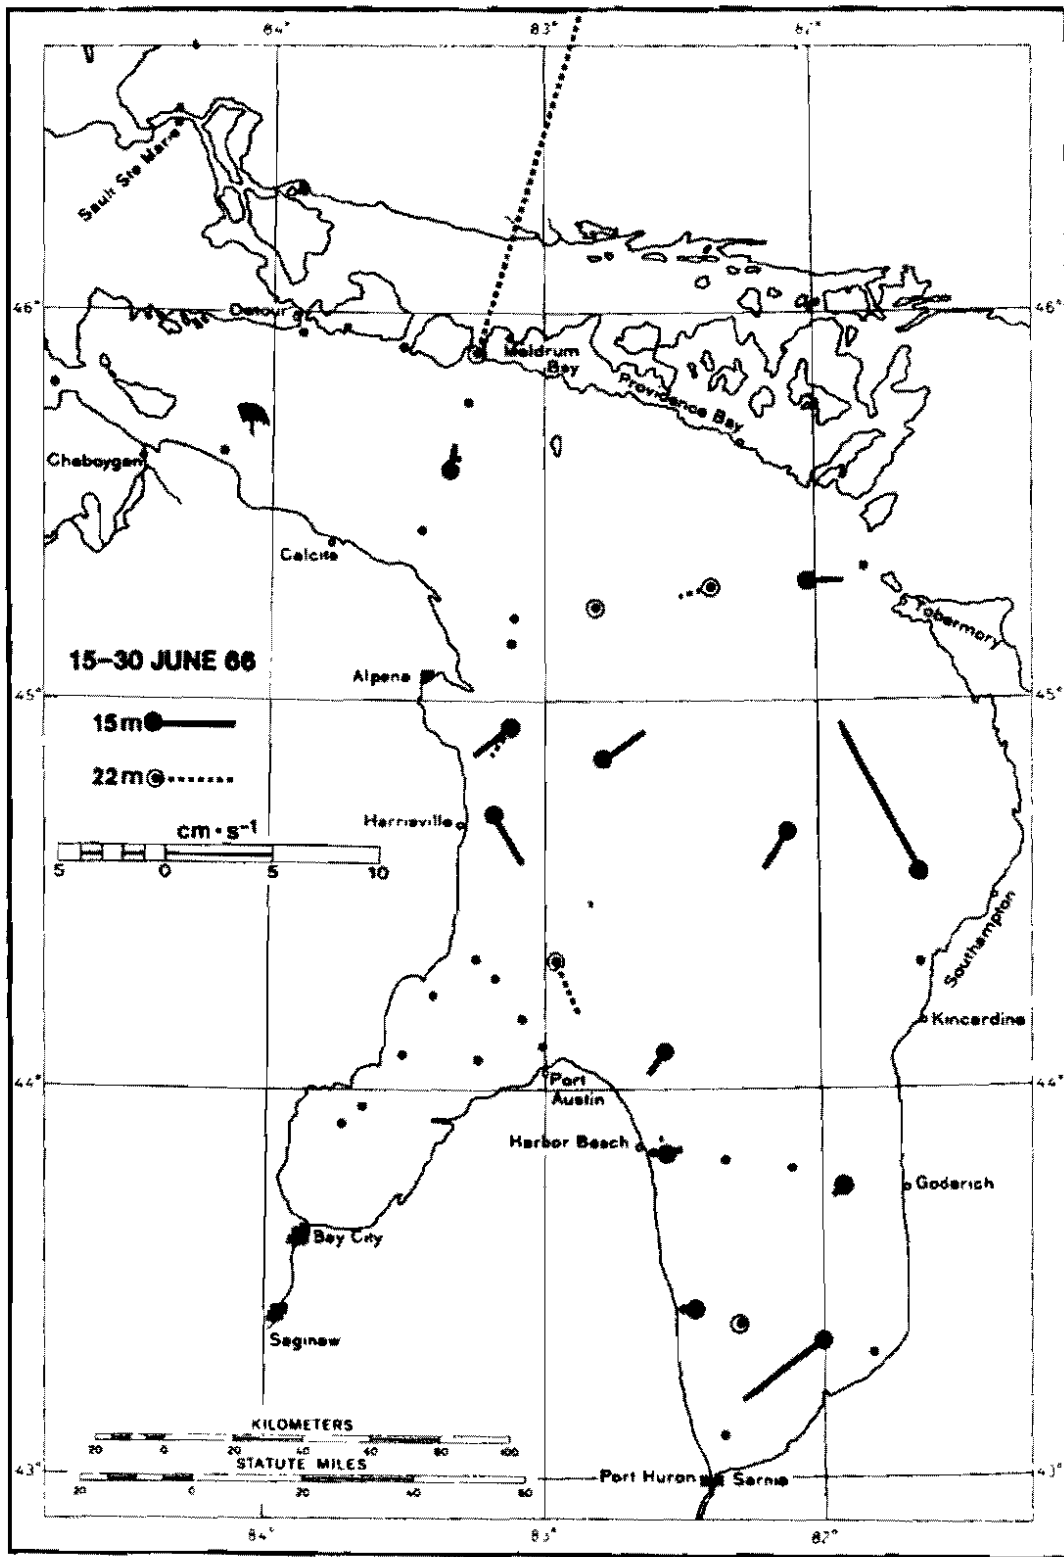 84° 83° 82°
Sault Ste Marie
46° 46°
Detour
Meldrum
Bay
Providence Bay
Cheboygan
Calcite
Tobermory
15–30 JUNE 66
Alpena
45° 45°
15m
22m
Harrisville
cm·s⁻¹
5 0 5 10
Southampton
Kincardine
44° 44°
Port
Austin
Harbor Beach
Goderich
Bay City
Saginaw
KILOMETERS
20 0 20 40 60 80 100
STATUTE MILES
20 0 20 40 60
43° Port Huron Sarnia 43°
84° 83° 82°